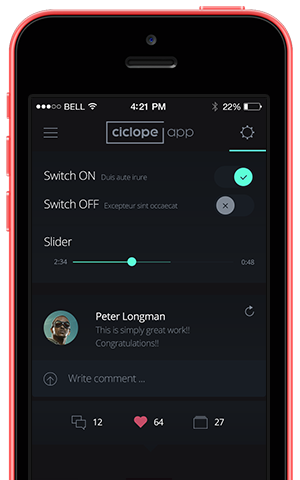 BELL 4:21 PM 22%
ciclope app
Switch ON Duis aute irure
Switch OFF Excepteur sint occaecat
Slider
2:34 0:48
Peter Longman
This is simply great work!!
Congratulations!!
Write comment ...
12 64 27